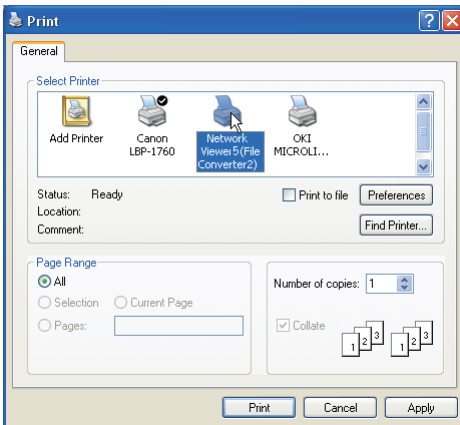 Print
General
Select Printer
Add Printer
Canon
LBP-1760
Network
Viewer5(File
Converter2)
OKI
MICROLI...
Status: Ready
Location:
Comment:
Print to file
Preferences
Find Printer...
Page Range
All
Selection
Current Page
Pages:
Number of copies: 1
Collate
1 2 3 1 2 3
Print Cancel Apply